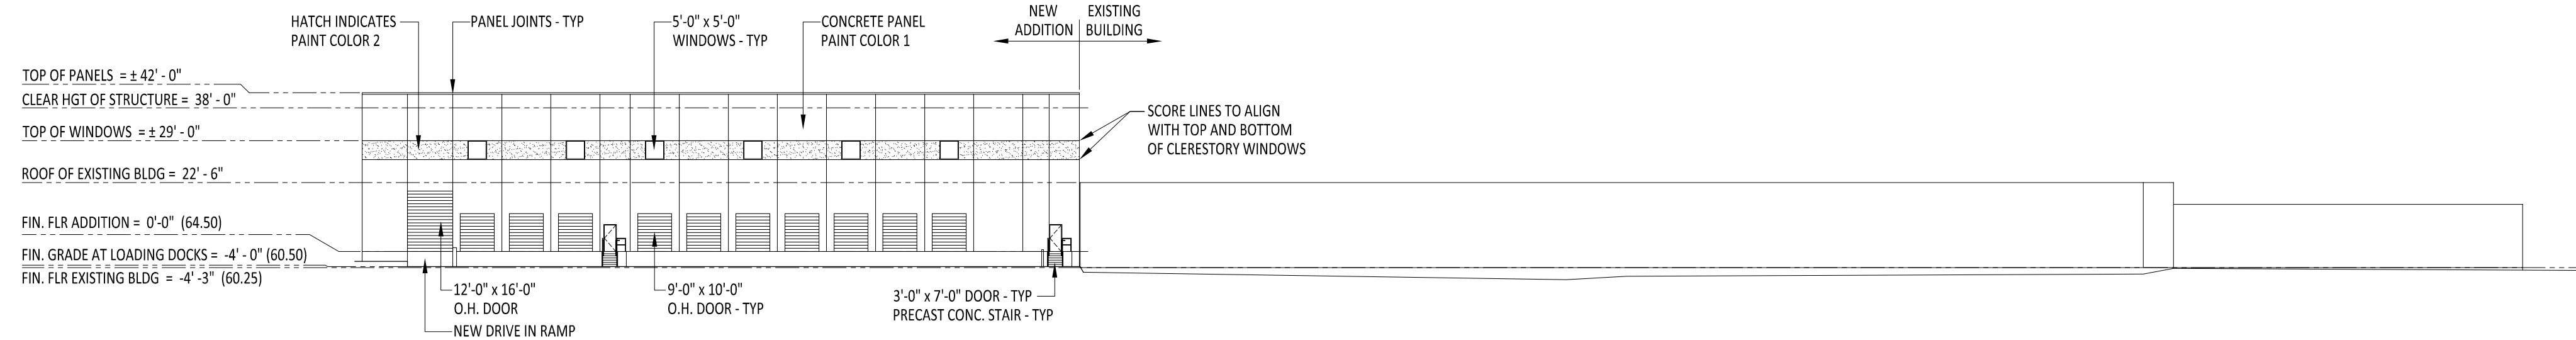 HATCH INDICATES
PAINT COLOR 2
PANEL JOINTS - TYP
5'-0" x 5'-0"
WINDOWS - TYP
CONCRETE PANEL
PAINT COLOR 1
NEW
ADDITION
EXISTING
BUILDING
TOP OF PANELS = ± 42' - 0"
CLEAR HGT OF STRUCTURE = 38' - 0"
TOP OF WINDOWS = ± 29' - 0"
ROOF OF EXISTING BLDG = 22' - 6"
FIN. FLR ADDITION = 0'-0" (64.50)
FIN. GRADE AT LOADING DOCKS = -4' - 0" (60.50)
FIN. FLR EXISTING BLDG = -4' -3" (60.25)
SCORE LINES TO ALIGN
WITH TOP AND BOTTOM
OF CLERESTORY WINDOWS
12'-0" x 16'-0"
O.H. DOOR
NEW DRIVE IN RAMP
9'-0" x 10'-0"
O.H. DOOR - TYP
3'-0" x 7'-0" DOOR - TYP
PRECAST CONC. STAIR - TYP